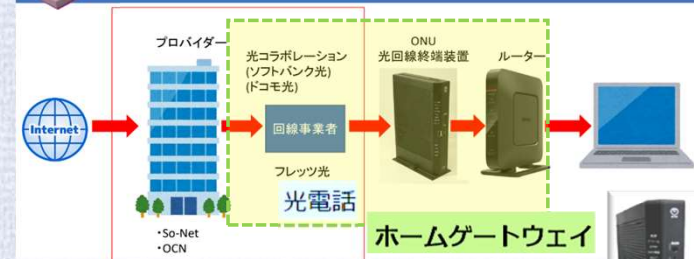 プロバイダー
光コラボレーション
(ソフトバンク光)
(ドコモ光)
ONU
光回線終端装置
ルーター
Internet
回線事業者
フレッツ光
光電話
ホームゲートウェイ
・So-Net
・OCN